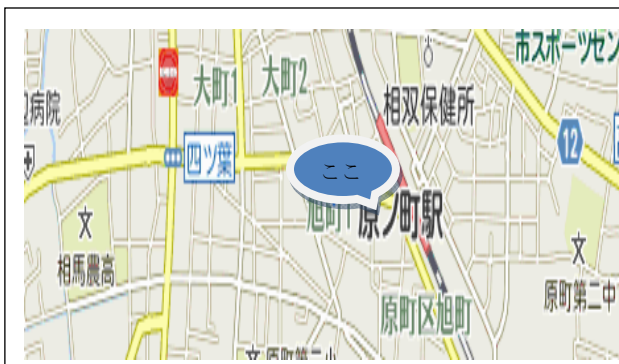 市スポーツセン
大町1
大町2
相双保健所
12
病院
四ツ葉
ここ
旭町1
原ノ町駅
相馬農高
原町第二中
原町区旭町
原町第二小